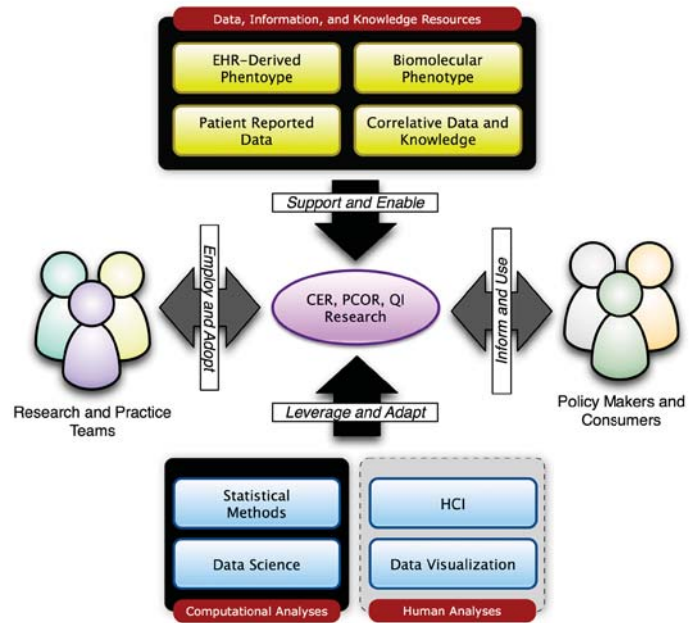 Data, Information, and Knowledge Resources
EHR-Derived
Phentoype
Biomolecular
Phenotype
Patient Reported
Data
Correlative Data and
Knowledge
Support and Enable
Employ and Adopt
CER, PCOR, QI
Research
Inform and Use
Research and Practice
Teams
Policy Makers and
Consumers
Leverage and Adapt
Statistical
Methods
HCI
Data Science
Data Visualization
Computational Analyses
Human Analyses